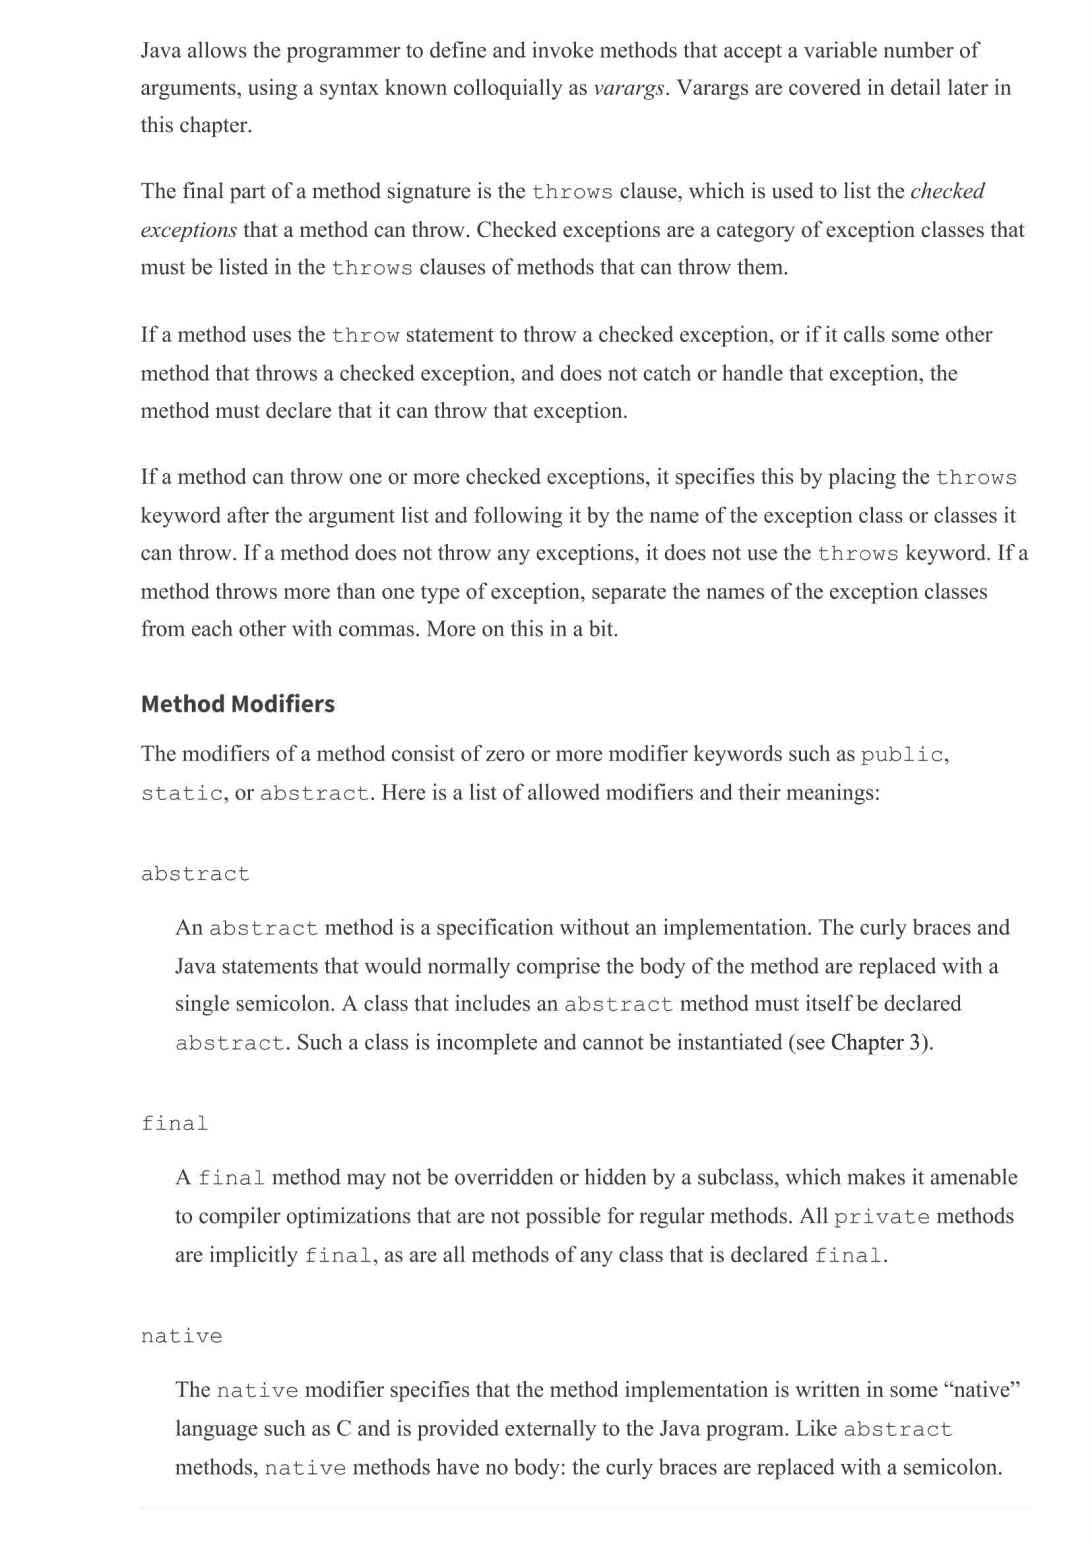 Java allows the programmer to define and invoke methods that accept a variable number of
arguments, using a syntax known colloquially as varargs. Varargs are covered in detail later in
this chapter.
The final part of a method signature is the throws clause, which is used to list the checked
exceptions that a method can throw. Checked exceptions are a category of exception classes that
must be listed in the throws clauses of methods that can throw them.
If a method uses the throw statement to throw a checked exception, or if it calls some other
method that throws a checked exception, and does not catch or handle that exception, the
method must declare that it can throw that exception.
If a method can throw one or more checked exceptions, it specifies this by placing the throws
keyword after the argument list and following it by the name of the exception class or classes it
can throw. If a method does not throw any exceptions, it does not use the throws keyword. If a
method throws more than one type of exception, separate the names of the exception classes
from each other with commas. More on this in a bit.
Method Modifiers
The modifiers of a method consist of zero or more modifier keywords such as public,
static, or abstract. Here is a list of allowed modifiers and their meanings:
abstract
An abstract method is a specification without an implementation. The curly braces and
Java statements that would normally comprise the body of the method are replaced with a
single semicolon. A class that includes an abstract method must itself be declared
abstract. Such a class is incomplete and cannot be instantiated (see Chapter 3).
final
A final method may not be overridden or hidden by a subclass, which makes it amenable
to compiler optimizations that are not possible for regular methods. All private methods
are implicitly final, as are all methods of any class that is declared final.
native
The native modifier specifies that the method implementation is written in some “native”
language such as C and is provided externally to the Java program. Like abstract
methods, native methods have no body: the curly braces are replaced with a semicolon.